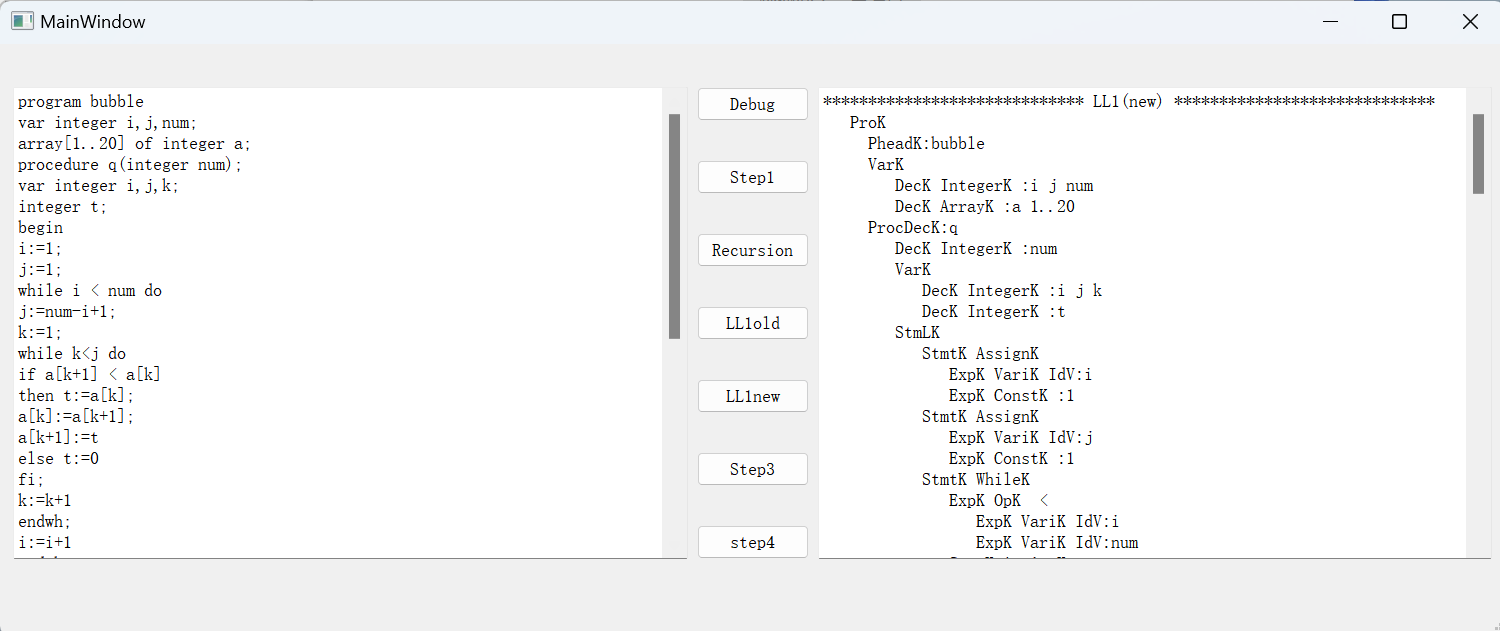 MainWindow
program bubble
var integer i,j,num;
array[1..20] of integer a;
procedure q(integer num);
var integer i,j,k;
integer t;
begin
i:=1;
j:=1;
while i < num do
j:=num-i+1;
k:=1;
while k<j do
if a[k+1] < a[k]
then t:=a[k];
a[k]:=a[k+1];
a[k+1]:=t
else t:=0
fi;
k:=k+1
endwh;
i:=i+1
Debug
Step1
Recursion
LL1old
LL1new
Step3
step4
***************************** LL1(new) *****************************
ProK
PheadK:bubble
VarK
DecK IntegerK :i j num
DecK ArrayK :a 1..20
ProcDecK:q
DecK IntegerK :num
VarK
DecK IntegerK :i j k
DecK IntegerK :t
StmLK
StmtK AssignK
ExpK VariK IdV:i
ExpK ConstK :1
StmtK AssignK
ExpK VariK IdV:j
ExpK ConstK :1
StmtK WhileK
ExpK OpK <
ExpK VariK IdV:i
ExpK VariK IdV:num